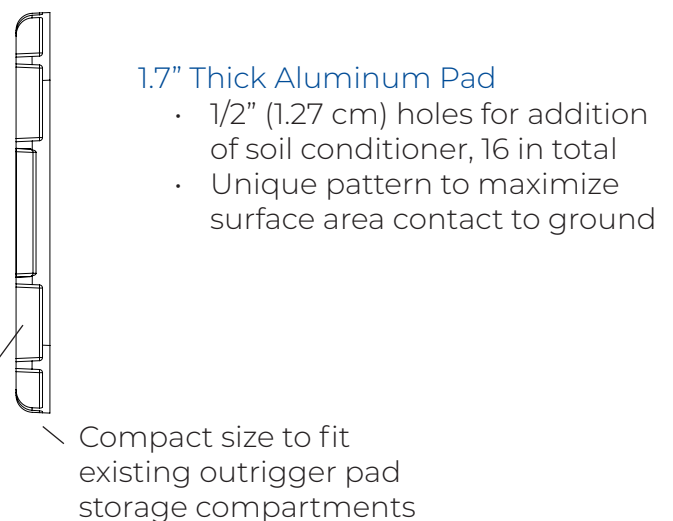 1.7” Thick Aluminum Pad
• 1/2” (1.27 cm) holes for addition
of soil conditioner, 16 in total
• Unique pattern to maximize
surface area contact to ground
Compact size to fit
existing outrigger pad
storage compartments